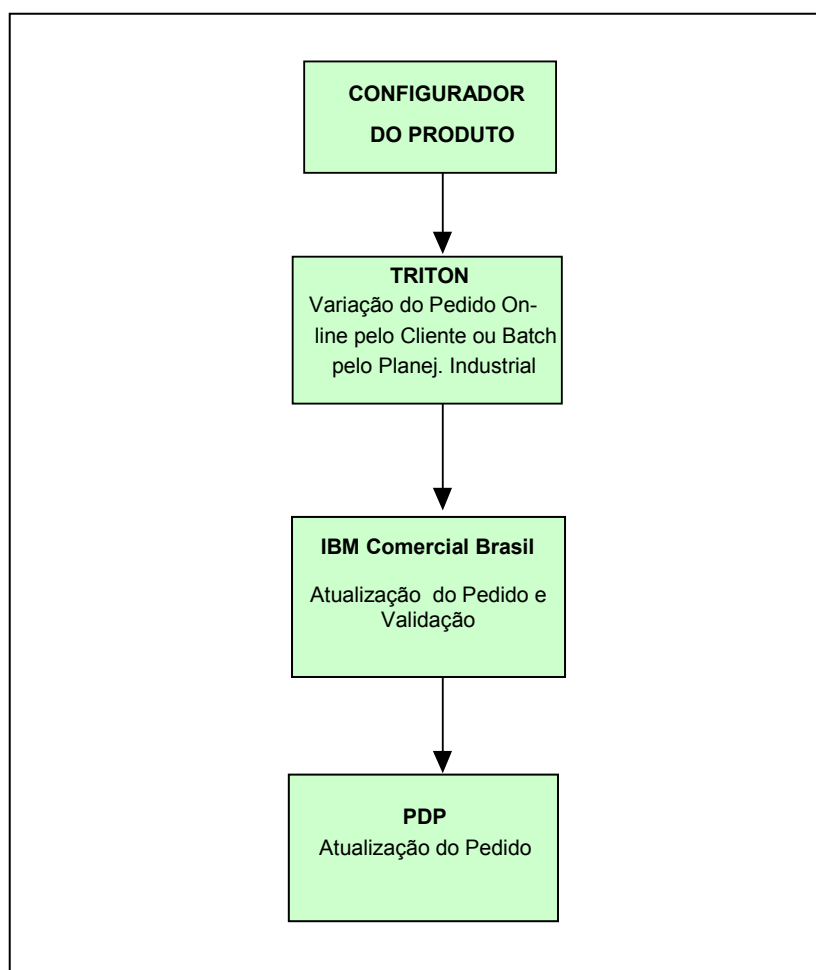 CONFIGURADOR
DO PRODUTO
TRITON
Variação do Pedido On-
line pelo Cliente ou Batch
pelo Planej. Industrial
IBM Comercial Brasil
Atualização do Pedido e
Validação
PDP
Atualização do Pedido